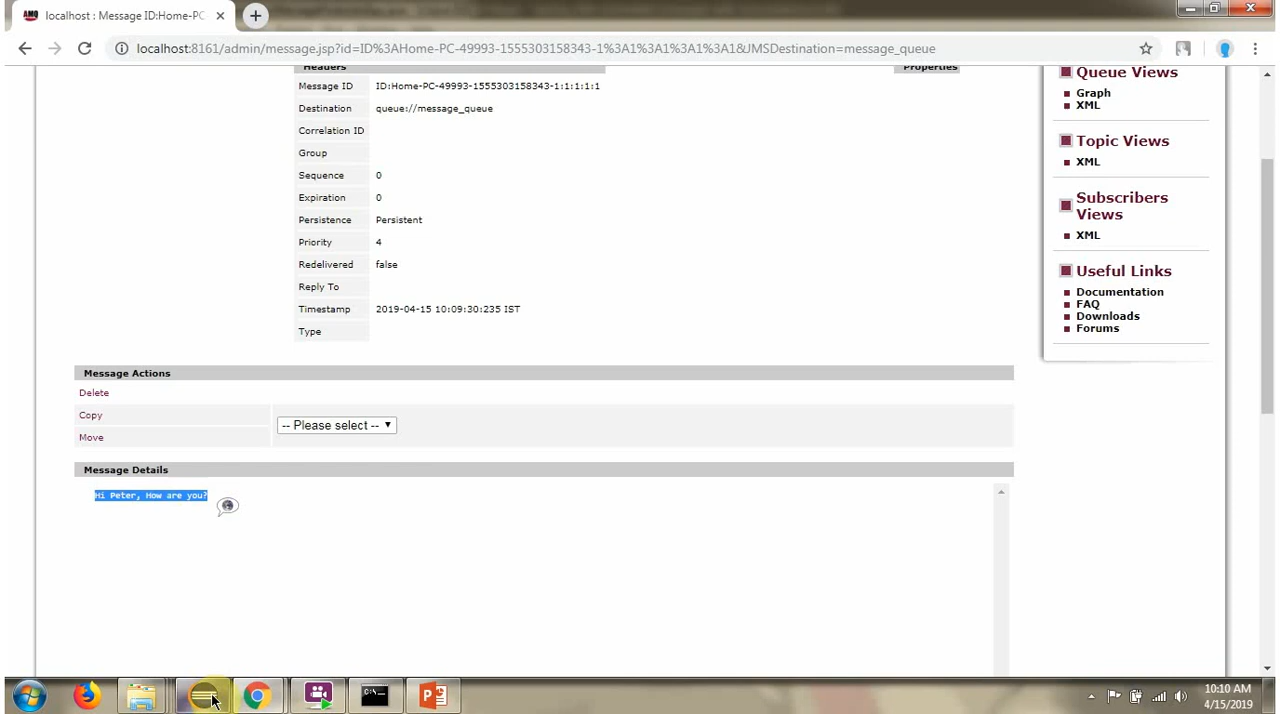 localhost : Message ID:Home-PC
localhost:8161/admin/message.jsp?id=ID%3AHome-PC-49993-1555303158343-1%3A1%3A1%3A1%3A1&JMSDestination=message_queue
Headers
Properties
Message ID ID:Home-PC-49993-1555303158343-1:1:1:1:1
Destination queue://message_queue
Correlation ID
Group
Sequence 0
Expiration 0
Persistence Persistent
Priority 4
Redelivered false
Reply To
Timestamp 2019-04-15 10:09:30:235 IST
Type
Queue Views
Graph
XML
Topic Views
XML
Subscribers
Views
XML
Useful Links
Documentation
FAQ
Downloads
Forums
Message Actions
Delete
Copy
-- Please select --
Move
Message Details
Hi Peter, How are you?
10:10 AM
4/15/2019